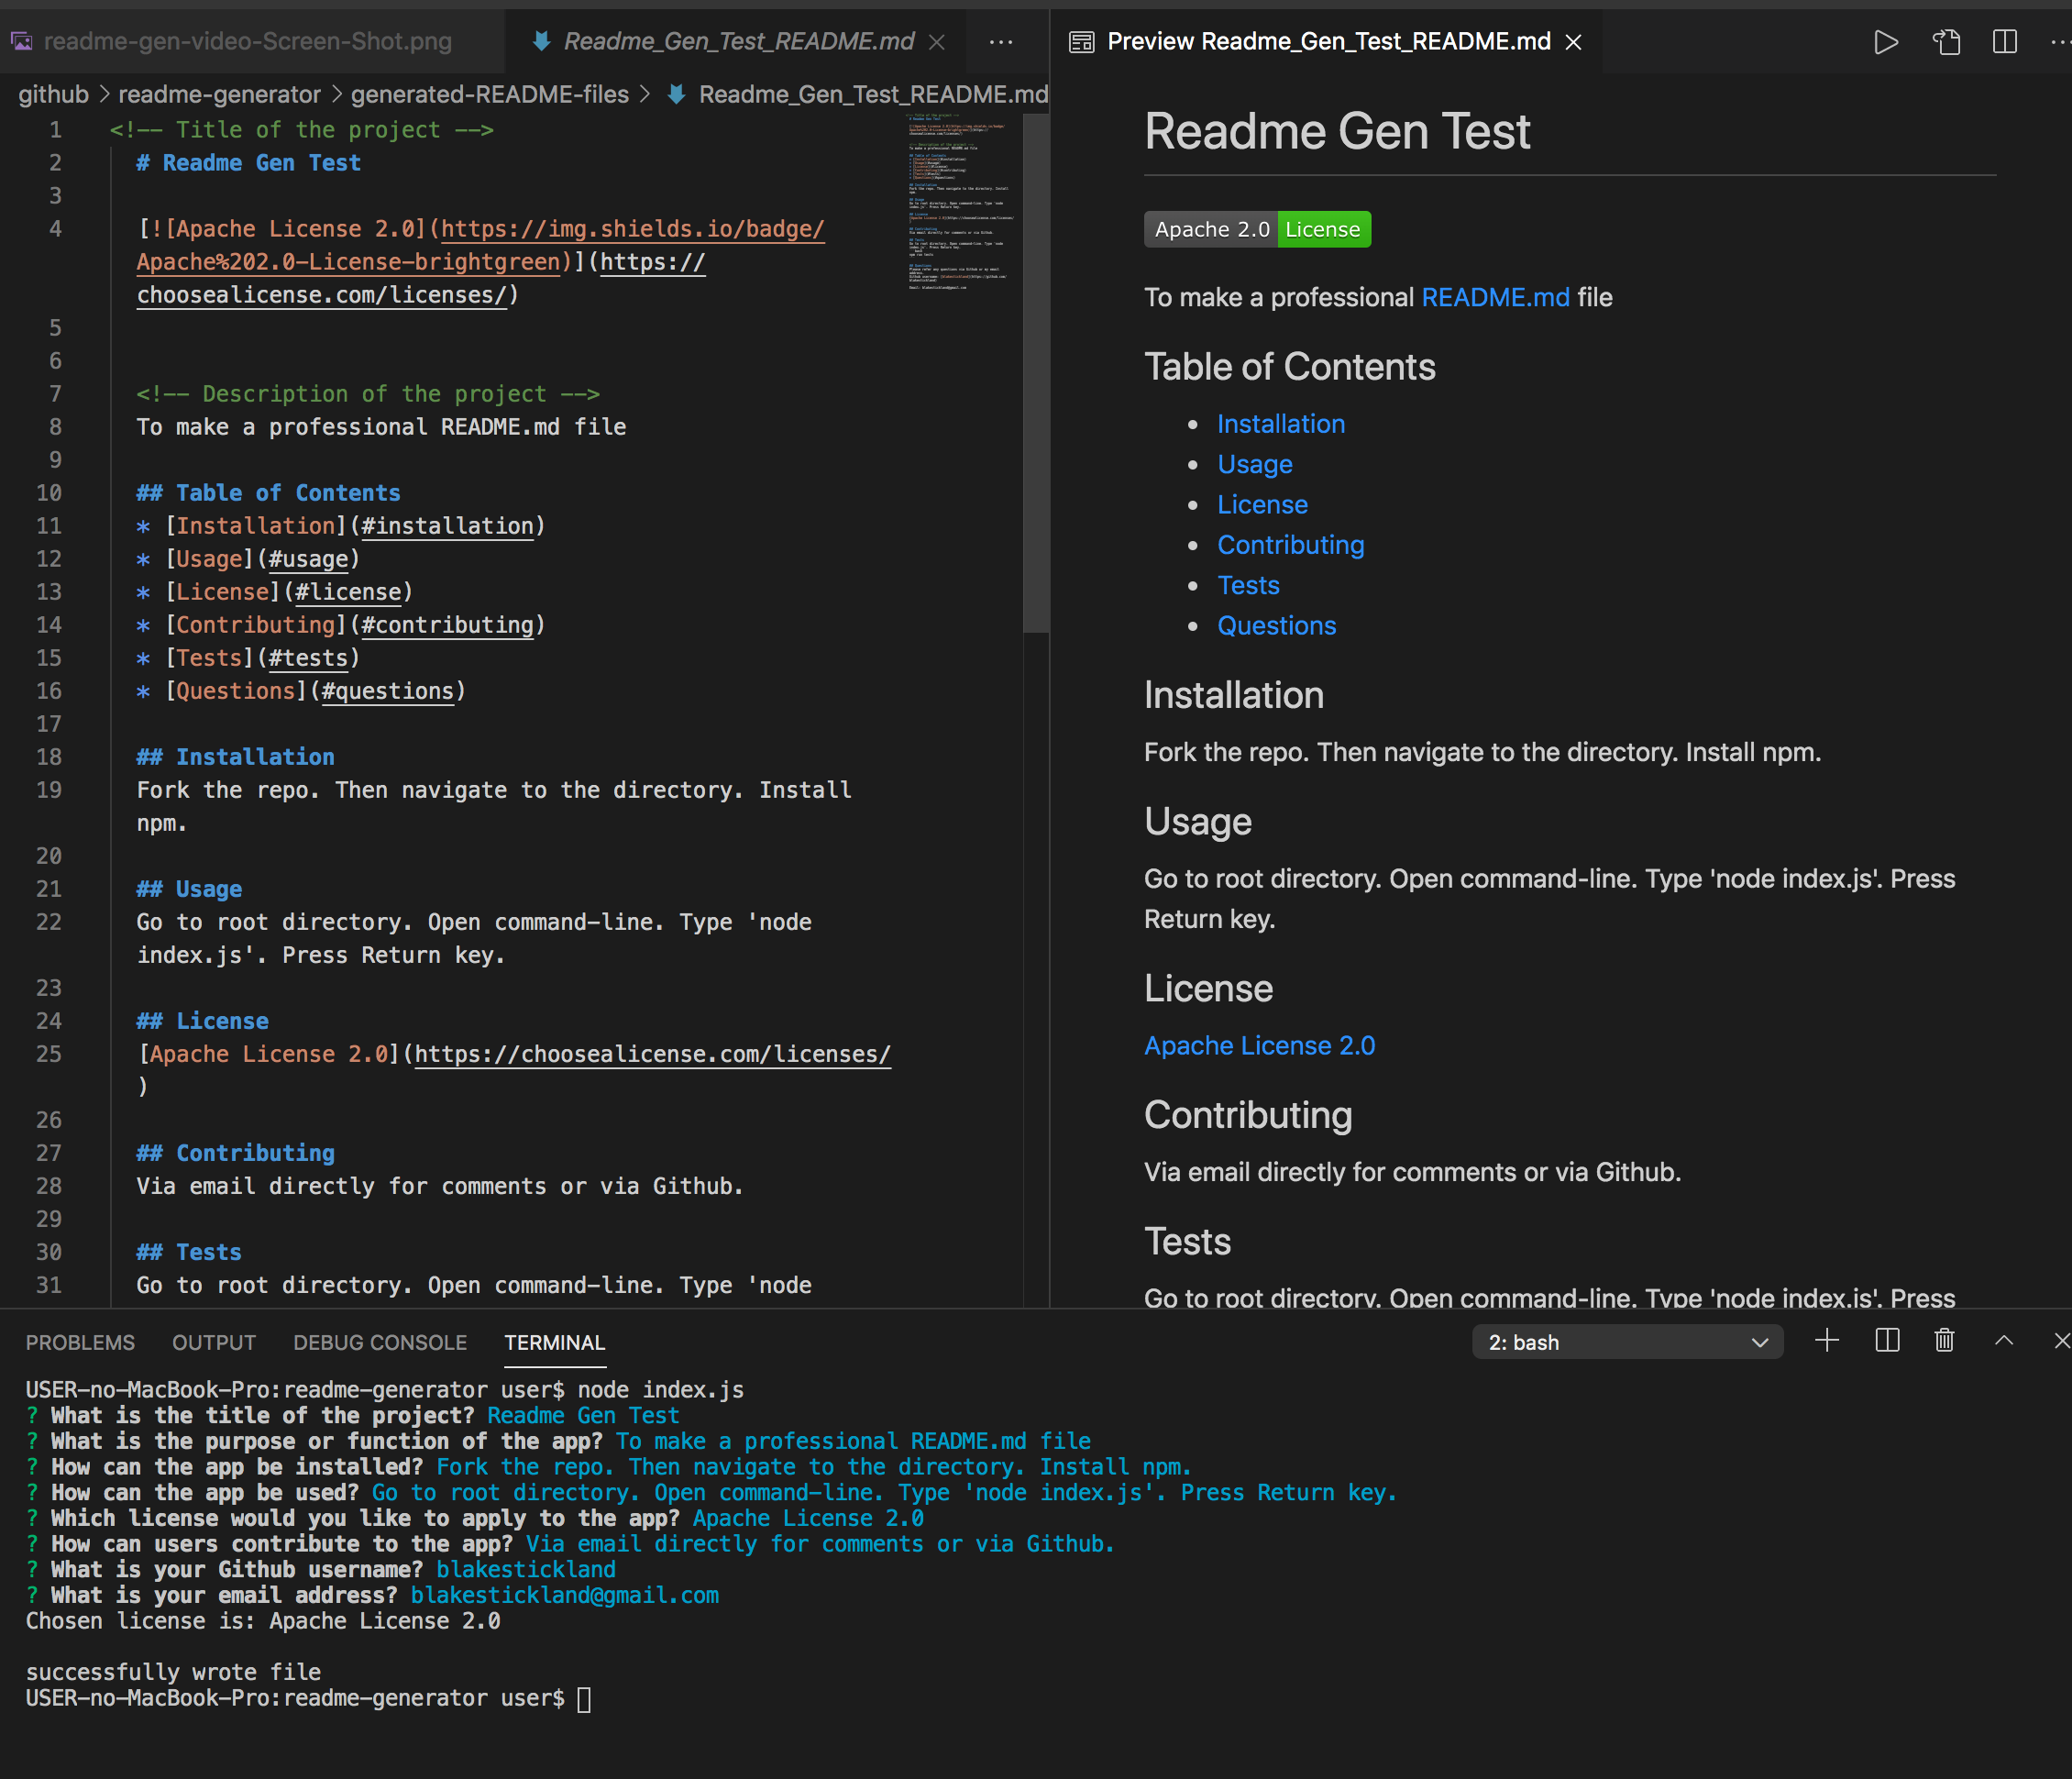 readme-gen-video-Screen-Shot.png
Readme_Gen_Test_README.md
Preview Readme_Gen_Test_README.md
github > readme-generator > generated-README-files > Readme_Gen_Test_README.md
1 <!-- Title of the project -->
2 # Readme Gen Test
3
4 [![Apache License 2.0](https://img.shields.io/badge/
Apache%202.0-License-brightgreen)](https://
choosealicense.com/licenses/)
5
6
7 <!-- Description of the project -->
8 To make a professional README.md file
9
10 ## Table of Contents
11 * [Installation](#installation)
12 * [Usage](#usage)
13 * [License](#license)
14 * [Contributing](#contributing)
15 * [Tests](#tests)
16 * [Questions](#questions)
17
18 ## Installation
19 Fork the repo. Then navigate to the directory. Install
npm.
20
21 ## Usage
22 Go to root directory. Open command-line. Type 'node
index.js'. Press Return key.
23
24 ## License
25 [Apache License 2.0](https://choosealicense.com/licenses/
)
26
27 ## Contributing
28 Via email directly for comments or via Github.
29
30 ## Tests
31 Go to root directory. Open command-line. Type 'node
Readme Gen Test
Apache 2.0 License
To make a professional README.md file
Table of Contents
• Installation
• Usage
• License
• Contributing
• Tests
• Questions
Installation
Fork the repo. Then navigate to the directory. Install npm.
Usage
Go to root directory. Open command-line. Type 'node index.js'. Press
Return key.
License
Apache License 2.0
Contributing
Via email directly for comments or via Github.
Tests
Go to root directory. Open command-line. Type 'node index.js'. Press
PROBLEMS OUTPUT DEBUG CONSOLE TERMINAL
2: bash
USER-no-MacBook-Pro:readme-generator user$ node index.js
? What is the title of the project? Readme Gen Test
? What is the purpose or function of the app? To make a professional README.md file
? How can the app be installed? Fork the repo. Then navigate to the directory. Install npm.
? How can the app be used? Go to root directory. Open command-line. Type 'node index.js'. Press Return key.
? Which license would you like to apply to the app? Apache License 2.0
? How can users contribute to the app? Via email directly for comments or via Github.
? What is your Github username? blakestickland
? What is your email address? blakestickland@gmail.com
Chosen license is: Apache License 2.0
successfully wrote file
USER-no-MacBook-Pro:readme-generator user$